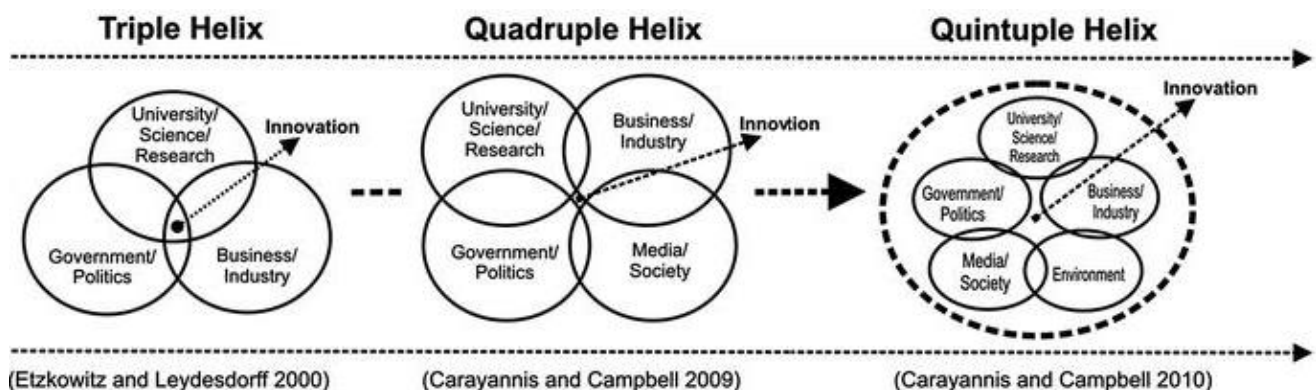 Triple Helix
Quadruple Helix
Quintuple Helix
University/
Science/
Research
Innovation
Government/
Politics
Business/
Industry
University/
Science/
Research
Business/
Industry
Innovtion
Government/
Politics
Media/
Society
Innovation
University/
Science/
Research
Government/
Politics
Business/
Industry
Media/
Society
Environment
(Etzkowitz and Leydesdorff 2000)
(Carayannis and Campbell 2009)
(Carayannis and Campbell 2010)